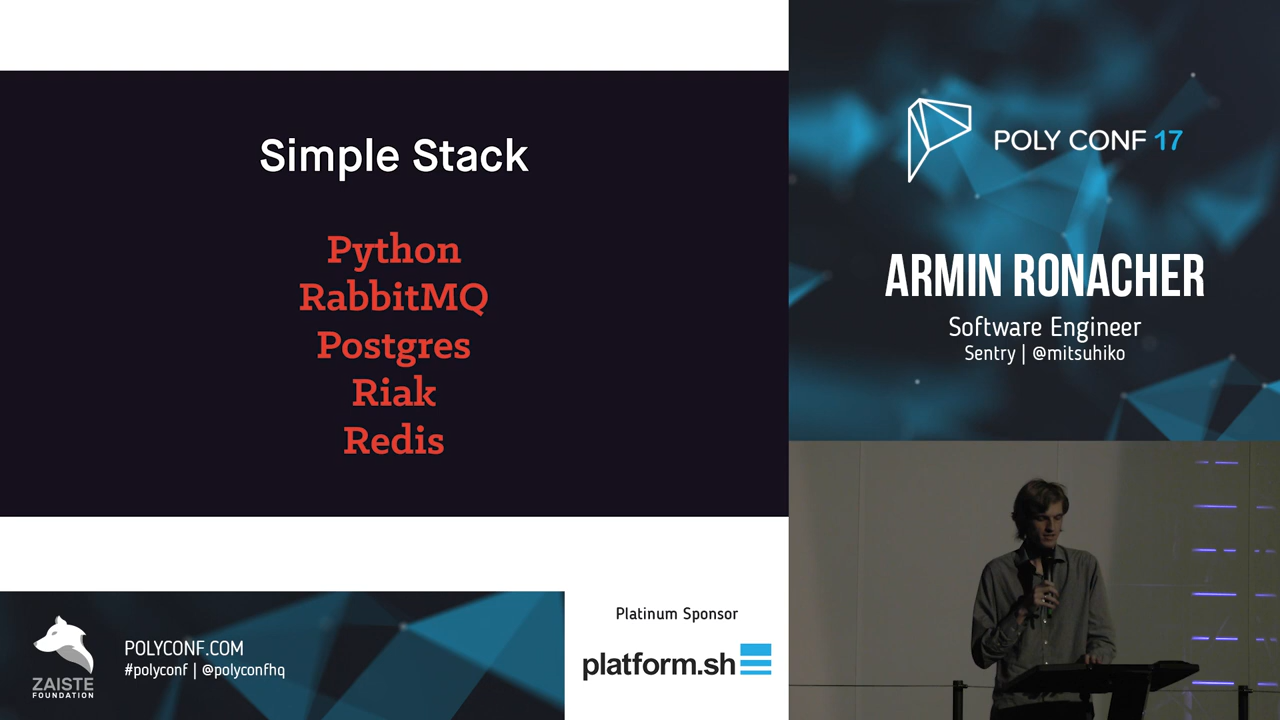 Simple Stack
Python
RabbitMQ
Postgres
Riak
Redis
POLY CONF 17
ARMIN RONACHER
Software Engineer
Sentry | @mitsuhiko
ZAISTE
FOUNDATION
POLYCONF.COM
#polyconf | @polyconfhq
Platinum Sponsor
platform.sh